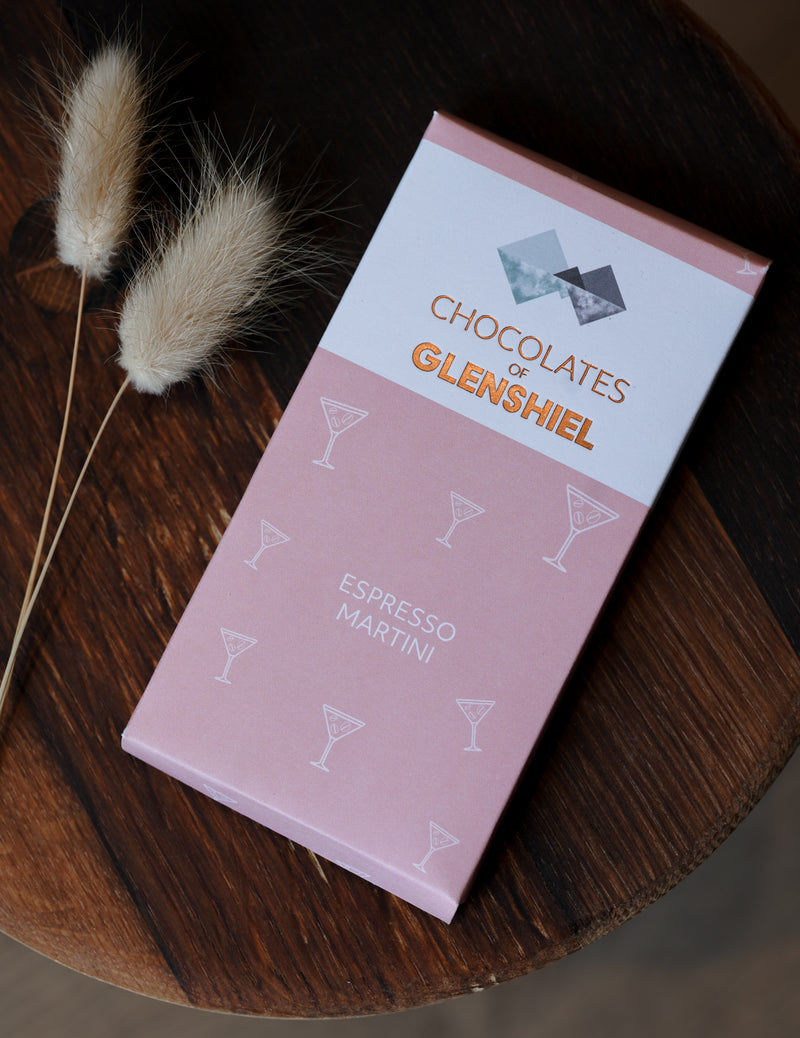 CHOCOLATES
OF
GLENSHIEL
ESPRESSO
MARTINI